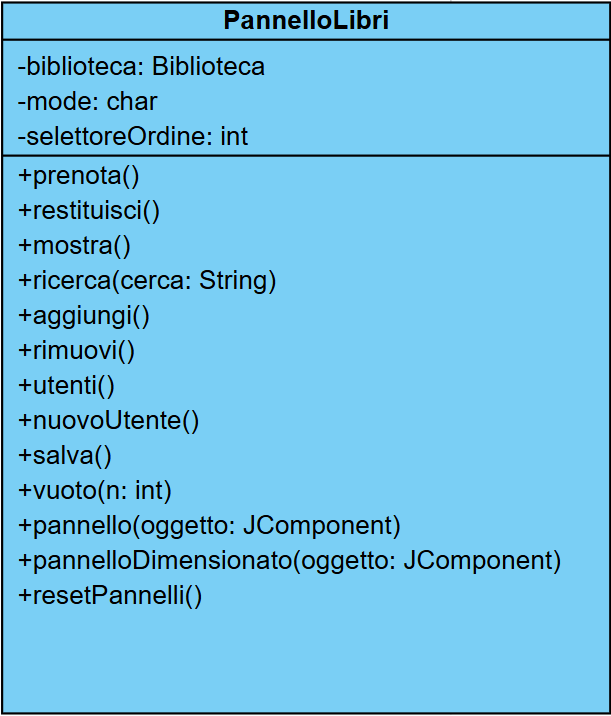 PannelloLibri
-biblioteca: Biblioteca
-mode: char
-selettoreOrdine: int
+prenota()
+restituisci()
+mostra()
+ricerca(cerca: String)
+aggiungi()
+rimuovi()
+utenti()
+nuovoUtente()
+salva()
+vuoto(n: int)
+pannello(oggetto: JComponent)
+pannelloDimensionato(oggetto: JComponent)
+resetPannelli()